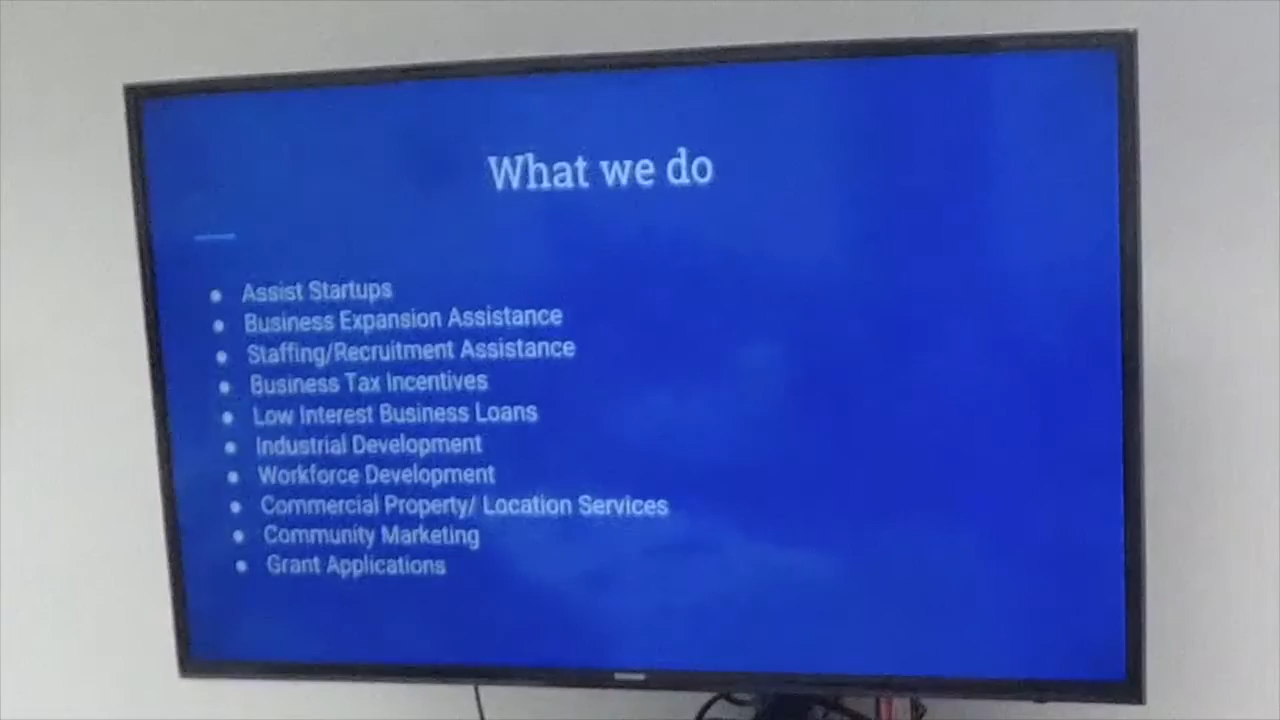 What we do
Assist Startups
Business Expansion Assistance
Staffing/Recruitment Assistance
Business Tax Incentives
Low Interest Business Loans
Industrial Development
Workforce Development
Commercial Property/ Location Services
Community Marketing
Grant Applications